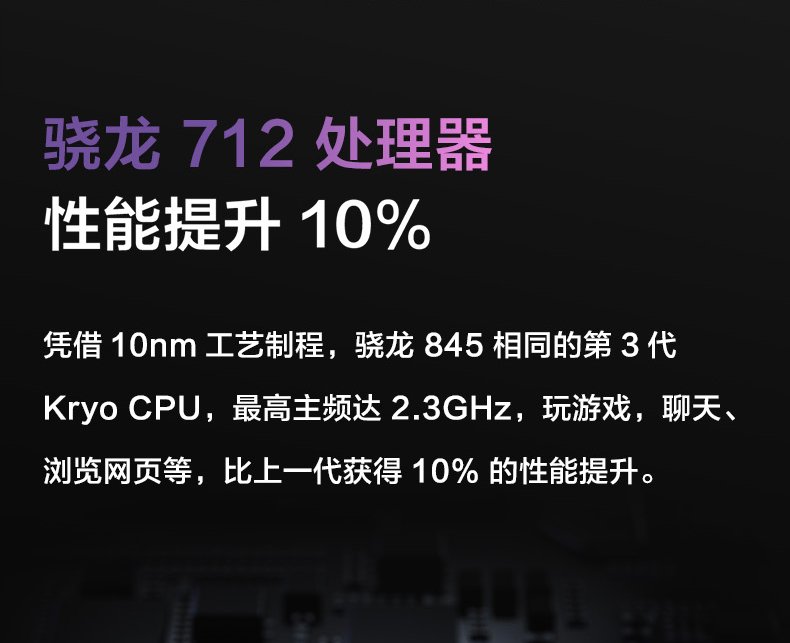 骁龙 712 处理器
性能提升 10%
凭借 10nm 工艺制程，骁龙 845 相同的第 3 代
Kryo CPU，最高主频达 2.3GHz，玩游戏，聊天、
浏览网页等，比上一代获得 10% 的性能提升。